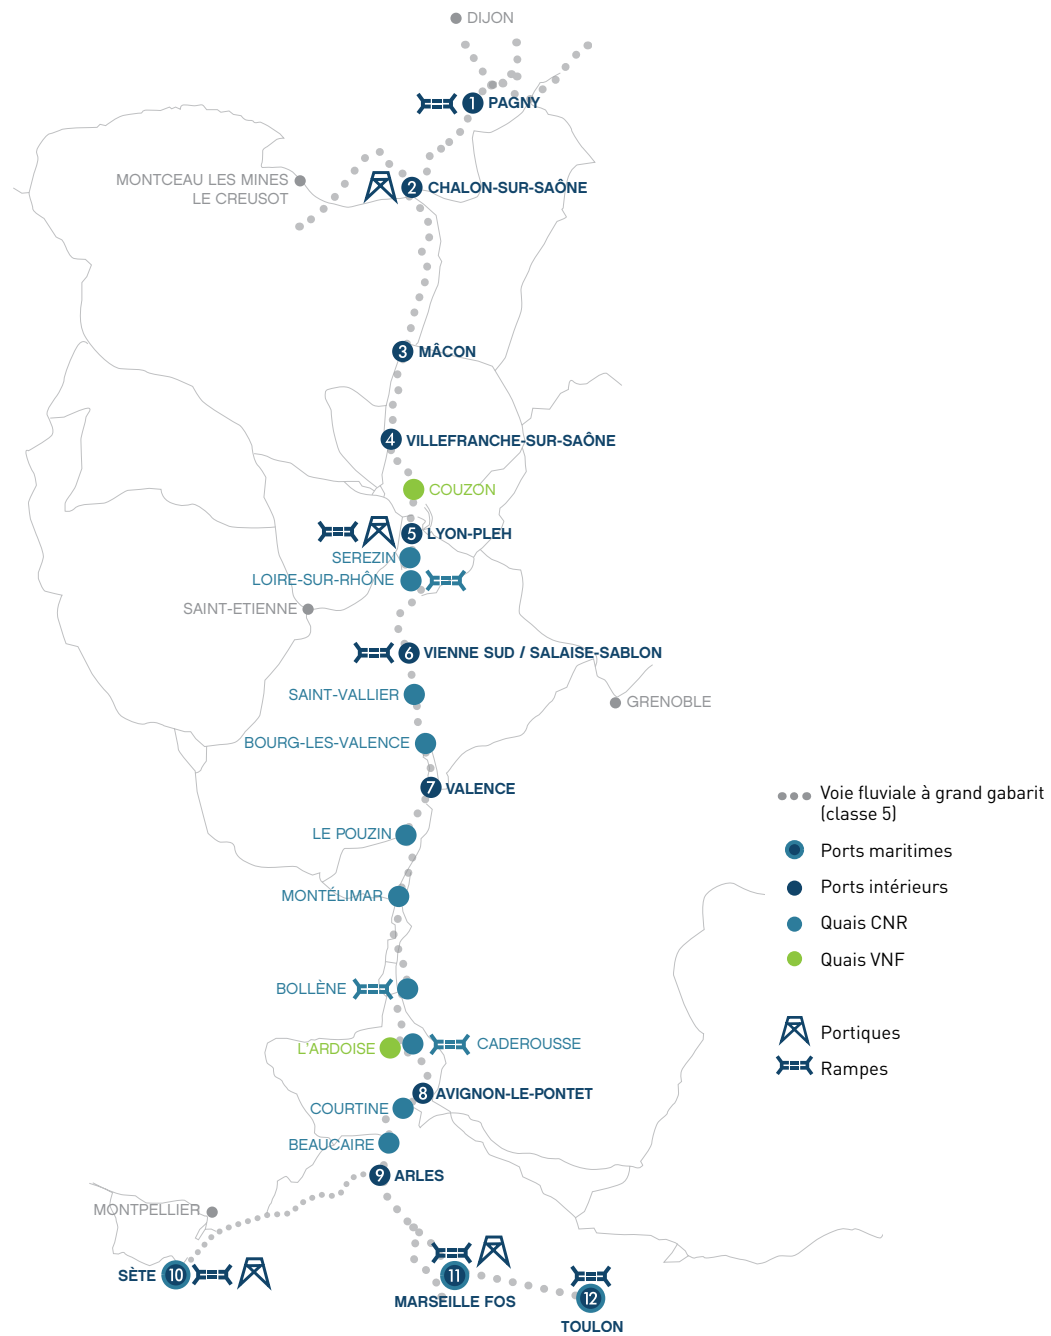 DIJON
1 PAGNY
MONTCEAU LES MINES
LE CREUSOT
2 CHALON-SUR-SAÔNE
3 MÂCON
4 VILLEFRANCHE-SUR-SAÔNE
COUZON
5 LYON-PLEH
SEREZIN
LOIRE-SUR-RHÔNE
SAINT-ETIENNE
6 VIENNE SUD / SALAISE-SABLON
SAINT-VALLIER
GRENOBLE
BOURG-LES-VALENCE
7 VALENCE
LE POUZIN
MONTÉLIMAR
BOLLÈNE
L'ARDOISE
CADEROUSSE
8 AVIGNON-LE-PONTET
COURTINE
BEAUCAIRE
9 ARLES
MONTPELLIER
SÈTE 10
11
MARSEILLE FOS
12
TOULON
Voie fluviale à grand gabarit
(classe 5)
Ports maritimes
Ports intérieurs
Quais CNR
Quais VNF
Portiques
Rampes